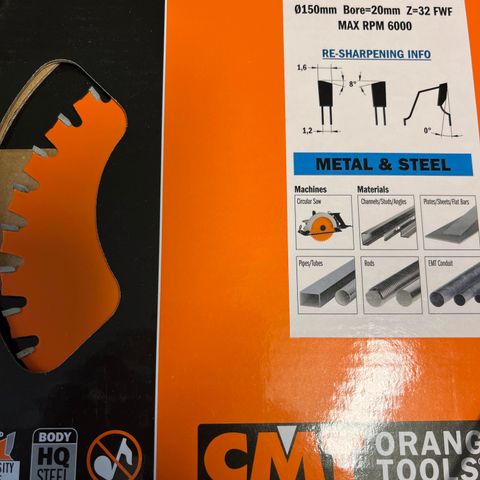 Ø150mm Bore=20mm Z=32 FWF
MAX RPM 6000
RE-SHARPENING INFO
1,6
8°
1,2
0°
METAL & STEEL
Machines
Materials
Circular Saw
Channels/Studs/Angles
Plates/Sheets/Flat Bars
Pipes/Tubes
Rods
EMT Conduit
BODY
HQ
STEEL
CMT
ORANG
TOOLS